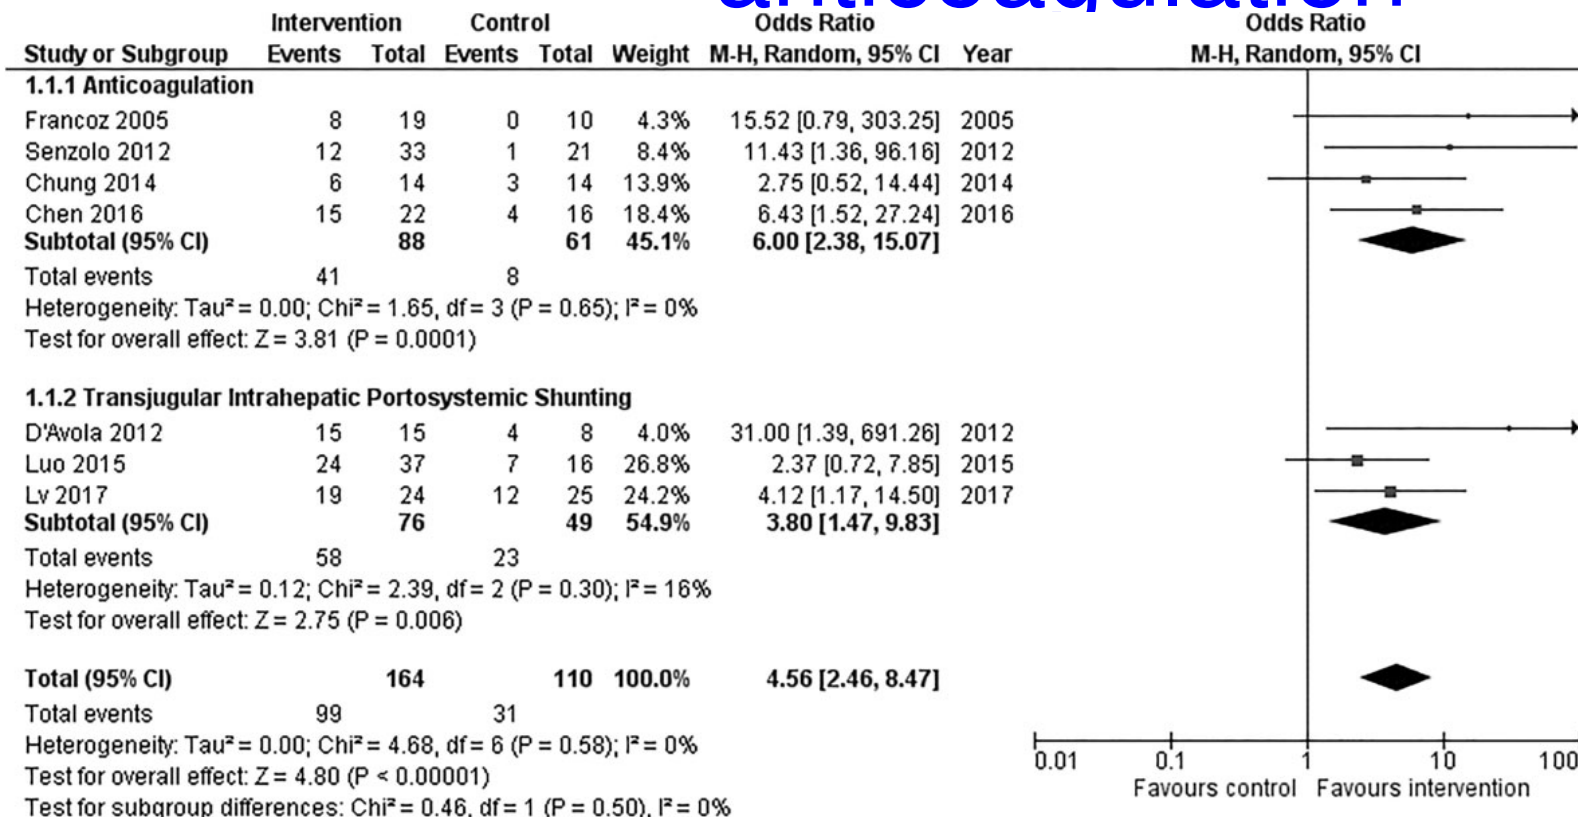 anticoagulation
Intervention Control Odds Ratio Odds Ratio
Study or Subgroup Events Total Events Total Weight M-H, Random, 95% CI Year M-H, Random, 95% CI
1.1.1 Anticoagulation
Francoz 2005 8 19 0 10 4.3% 15.52 [0.79, 303.25] 2005
Senzolo 2012 12 33 1 21 8.4% 11.43 [1.36, 96.16] 2012
Chung 2014 6 14 3 14 13.9% 2.75 [0.52, 14.44] 2014
Chen 2016 15 22 4 16 18.4% 6.43 [1.52, 27.24] 2016
Subtotal (95% CI) 88 61 45.1% 6.00 [2.38, 15.07]
Total events 41 8
Heterogeneity: Tau² = 0.00; Chi² = 1.65, df = 3 (P = 0.65); I² = 0%
Test for overall effect: Z = 3.81 (P = 0.0001)
1.1.2 Transjugular Intrahepatic Portosystemic Shunting
D'Avola 2012 15 15 4 8 4.0% 31.00 [1.39, 691.26] 2012
Luo 2015 24 37 7 16 26.8% 2.37 [0.72, 7.85] 2015
Lv 2017 19 24 12 25 24.2% 4.12 [1.17, 14.50] 2017
Subtotal (95% CI) 76 49 54.9% 3.80 [1.47, 9.83]
Total events 58 23
Heterogeneity: Tau² = 0.12; Chi² = 2.39, df = 2 (P = 0.30); I² = 16%
Test for overall effect: Z = 2.75 (P = 0.006)
Total (95% CI) 164 110 100.0% 4.56 [2.46, 8.47]
Total events 99 31
Heterogeneity: Tau² = 0.00; Chi² = 4.68, df = 6 (P = 0.58); I² = 0%
Test for overall effect: Z = 4.80 (P < 0.00001)
Test for subgroup differences: Chi² = 0.46, df = 1 (P = 0.50), I² = 0%
0.01 0.1 1 10 100
Favours control Favours intervention